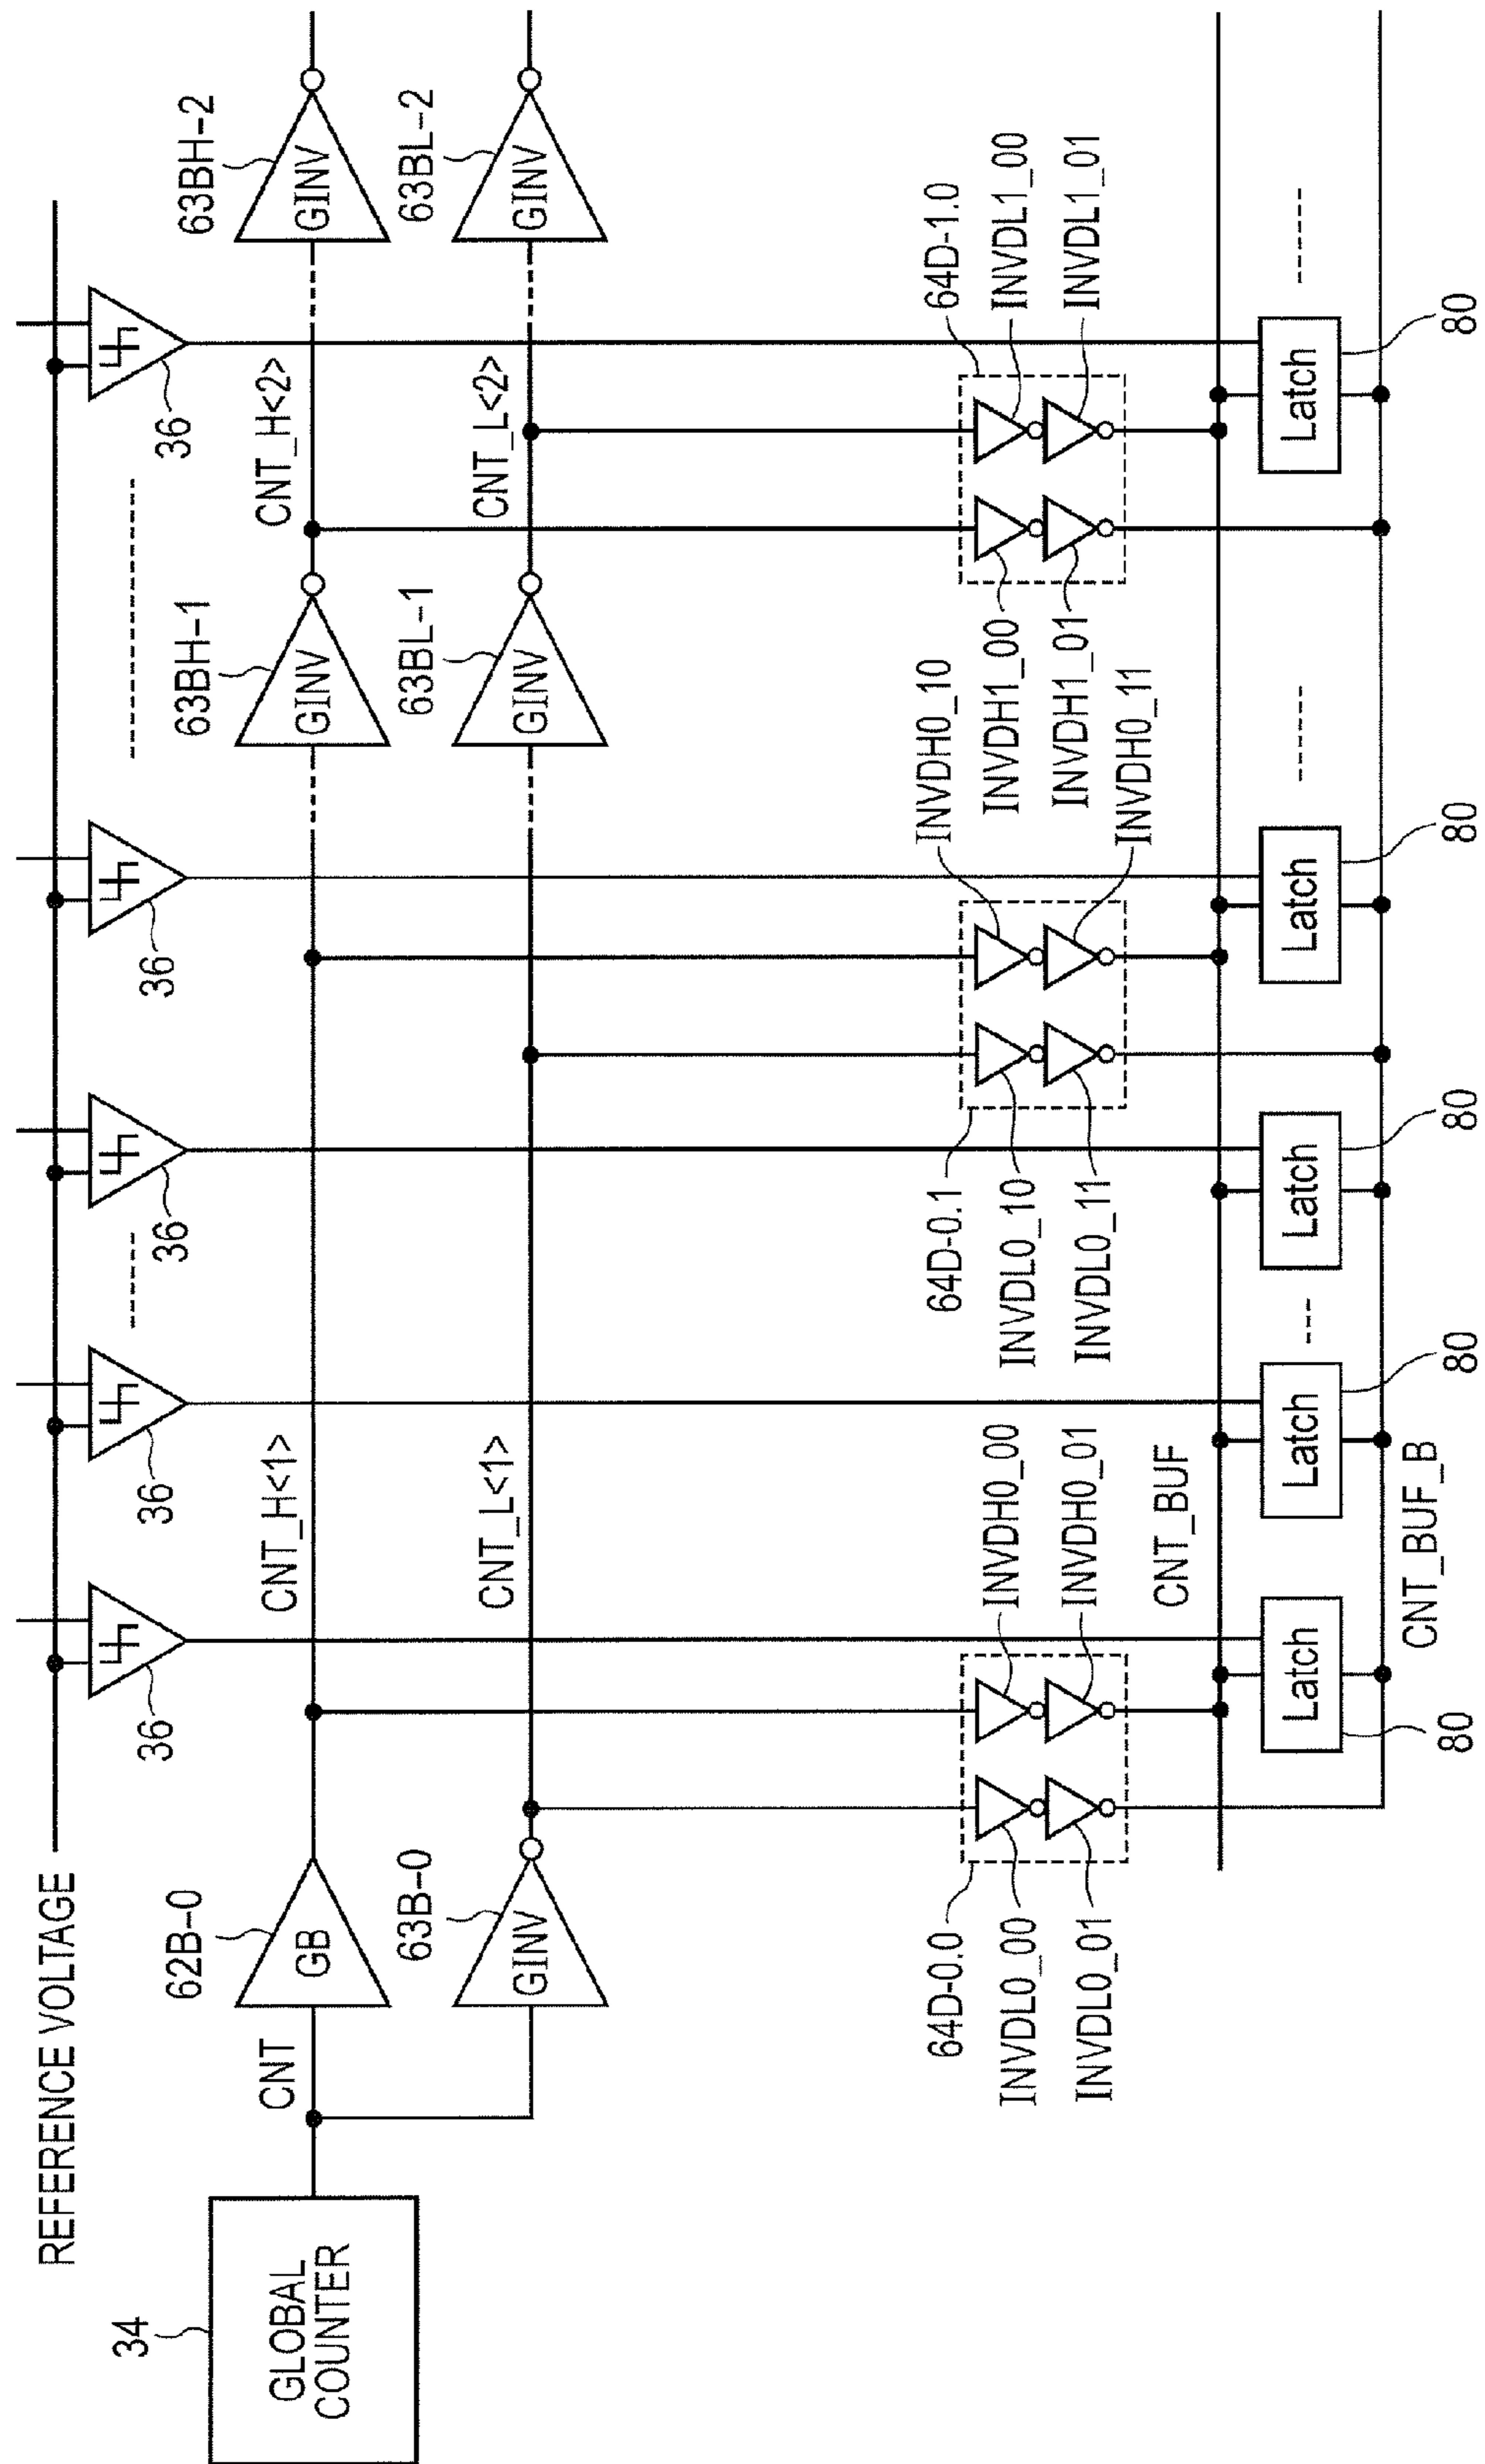 REFERENCE VOLTAGE
36
36
36
36
36
34
GLOBAL
COUNTER
CNT
62B-0
GB
CNT_H<1>
63BH-1
GINV
CNT_H<2>
63BH-2
GINV
63B-0
GINV
CNT_L<1>
63BL-1
GINV
CNT_L<2>
63BL-2
GINV
64D-0.0
INVDL0_00
INVDL0_01
INVDH0_00
INVDH0_01
64D-0.1
INVDL0_10
INVDL0_11
INVDH0_10
INVDH0_11
INVDH1_00
INVDH1_01
64D-1.0
INVDL1_00
INVDL1_01
CNT_BUF
Latch
Latch
Latch
Latch
Latch
80
80
80
80
80
CNT_BUF_B